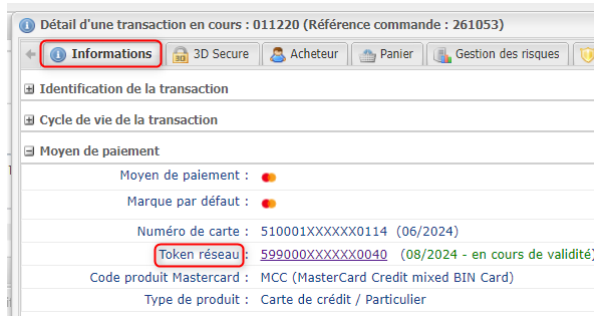 Détail d'une transaction en cours : 011220 (Référence commande : 261053)
Informations 3D Secure Acheteur Panier Gestion des risques
Identification de la transaction
Cycle de vie de la transaction
Moyen de paiement
Moyen de paiement :
Marque par défaut :
Numéro de carte : 510001XXXXXX0114 (06/2024)
Token réseau : 599000XXXXXX0040 (08/2024 - en cours de validité)
Code produit Mastercard : MCC (MasterCard Credit mixed BIN Card)
Type de produit : Carte de crédit / Particulier